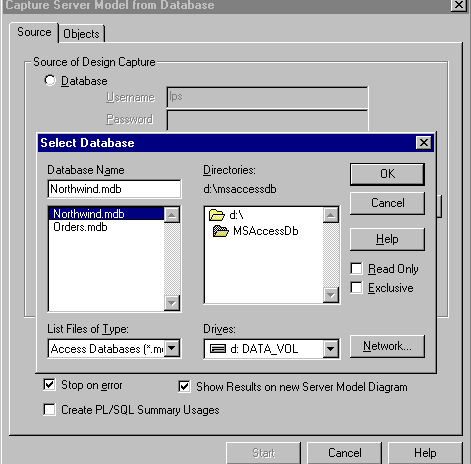 Capture Server Model from Database
Source Objects
Source of Design Capture
Database
Username lps
Password
Select Database
Database Name
Northwind.mdb
Northwind.mdb
Orders.mdb
Directories:
d:\msaccessdb
d:\
MSAccessDb
OK
Cancel
Help
Read Only
Exclusive
List Files of Type:
Access Databases (*.m
Drives:
d: DATA_VOL
Network...
Stop on error
Show Results on new Server Model Diagram
Create PL/SQL Summary Usages
Start Cancel Help